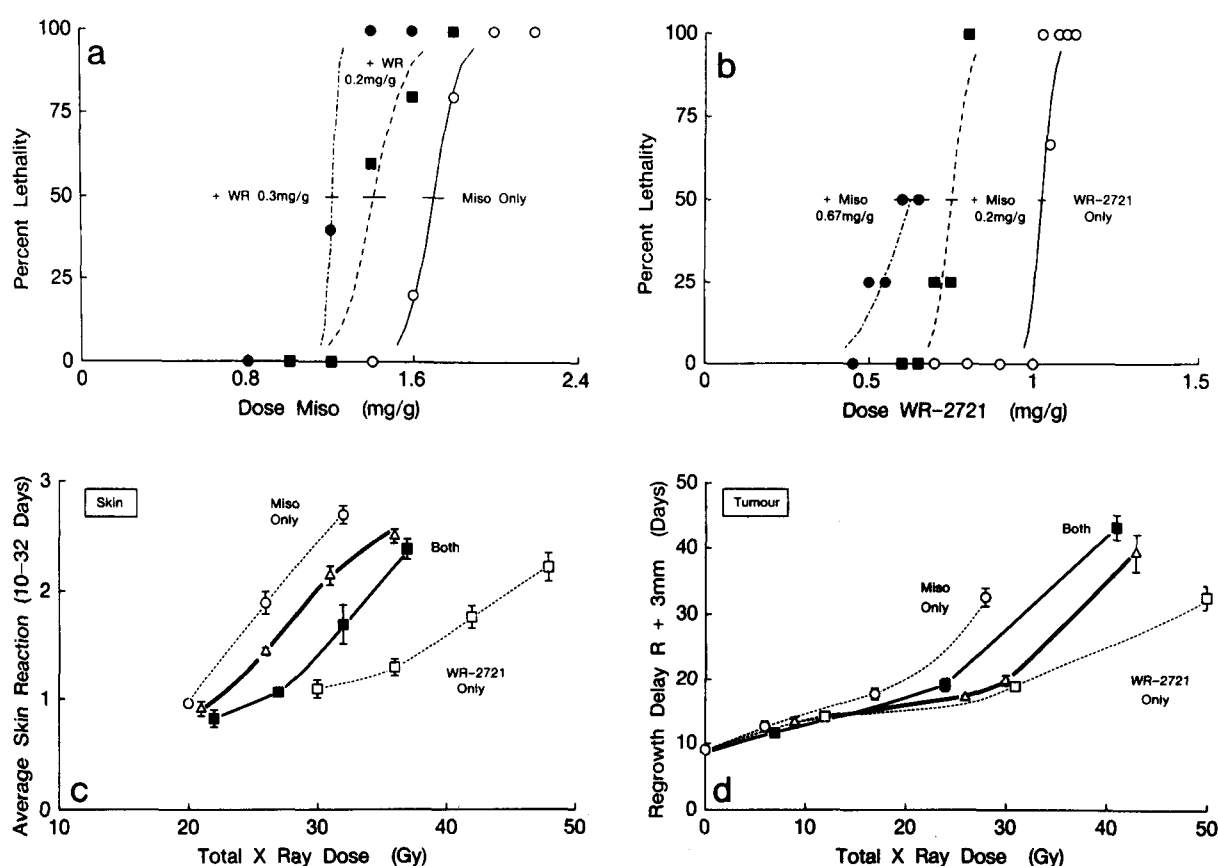 a
Percent Lethality
100
75
50
25
0
+ WR
0.2mg/g
+ WR 0.3mg/g
Miso Only
0
0.8
1.6
2.4
Dose Miso (mg/g)
b
Percent Lethality
100
75
50
25
0
+ Miso
0.67mg/g
+ Miso
0.2mg/g
WR-2721
Only
0
0.5
1
1.5
Dose WR-2721 (mg/g)
c
Average Skin Reaction (10-32 Days)
3
2
1
0
Skin
Miso
Only
Both
WR-2721
Only
10
20
30
40
50
Total X Ray Dose (Gy)
d
Regrowth Delay R + 3mm (Days)
50
40
30
20
10
0
Tumour
Both
Miso
Only
WR-2721
Only
0
10
20
30
40
50
Total X Ray Dose (Gy)